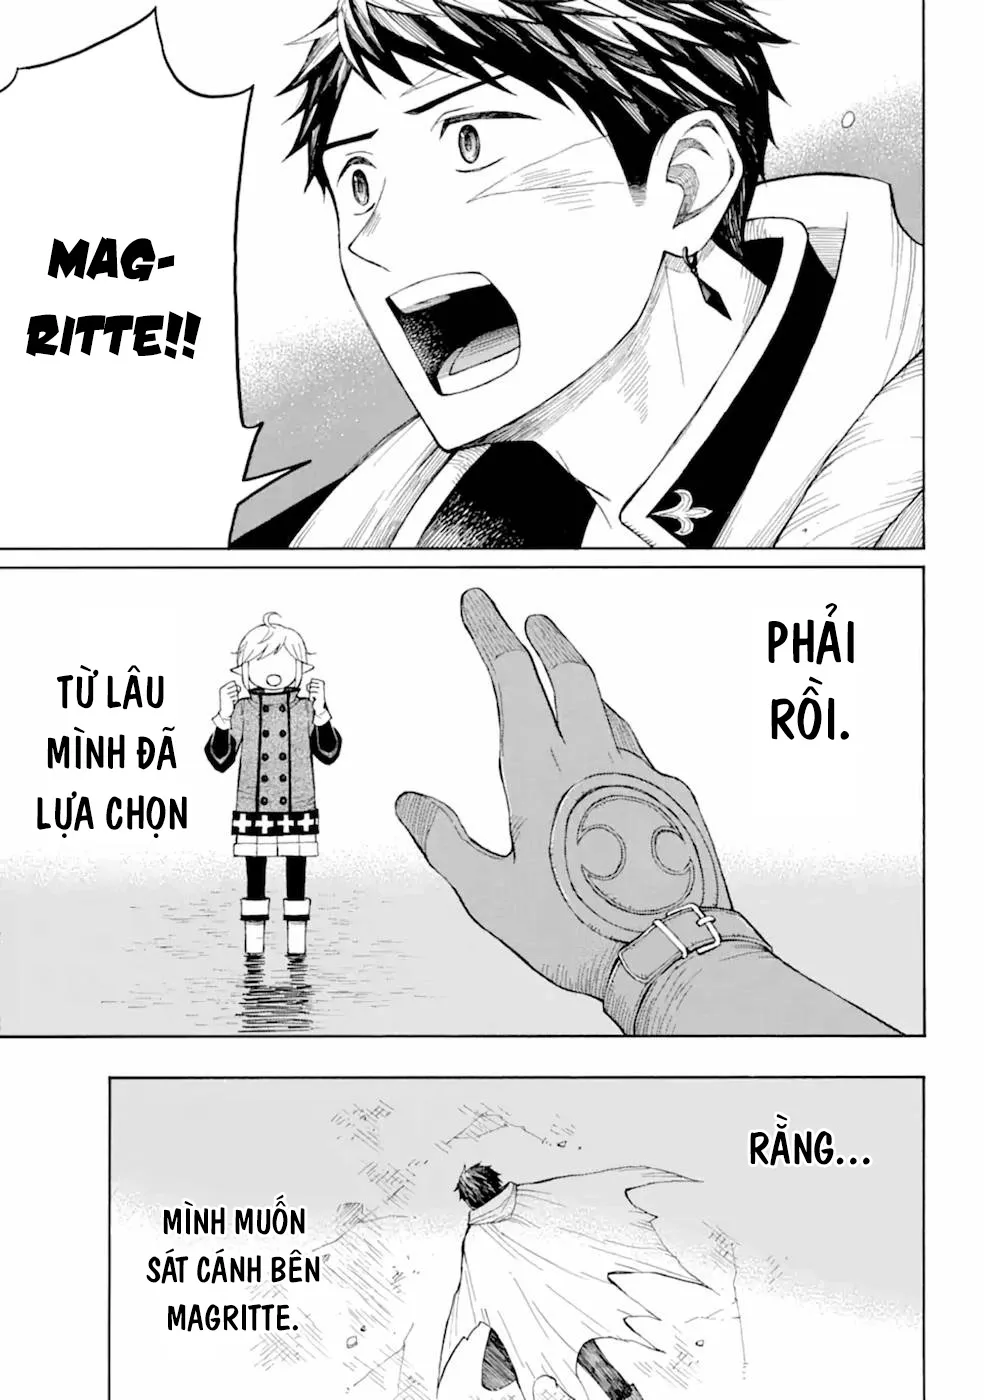 MAG-
RITTE!!
PHẢI
RỒI.
TỪ LÂU
MÌNH ĐÃ
LỰA CHỌN
RẰNG...
MÌNH MUỐN
SÁT CÁNH BÊN
MAGRITTE.